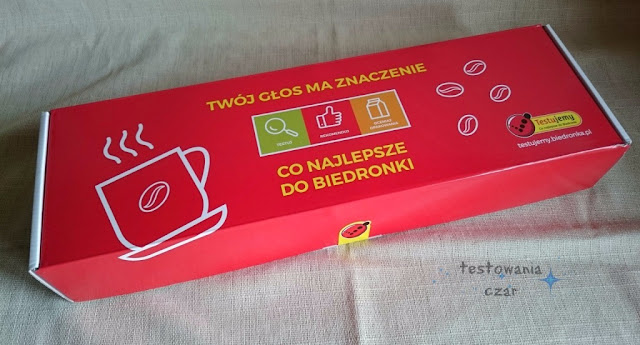 TWÓJ GŁOS MA ZNACZENIE
CO NAJLEPSZE
DO BIEDRONKI
Testujemy
testujemy.biedronka.pl
testowania
czar